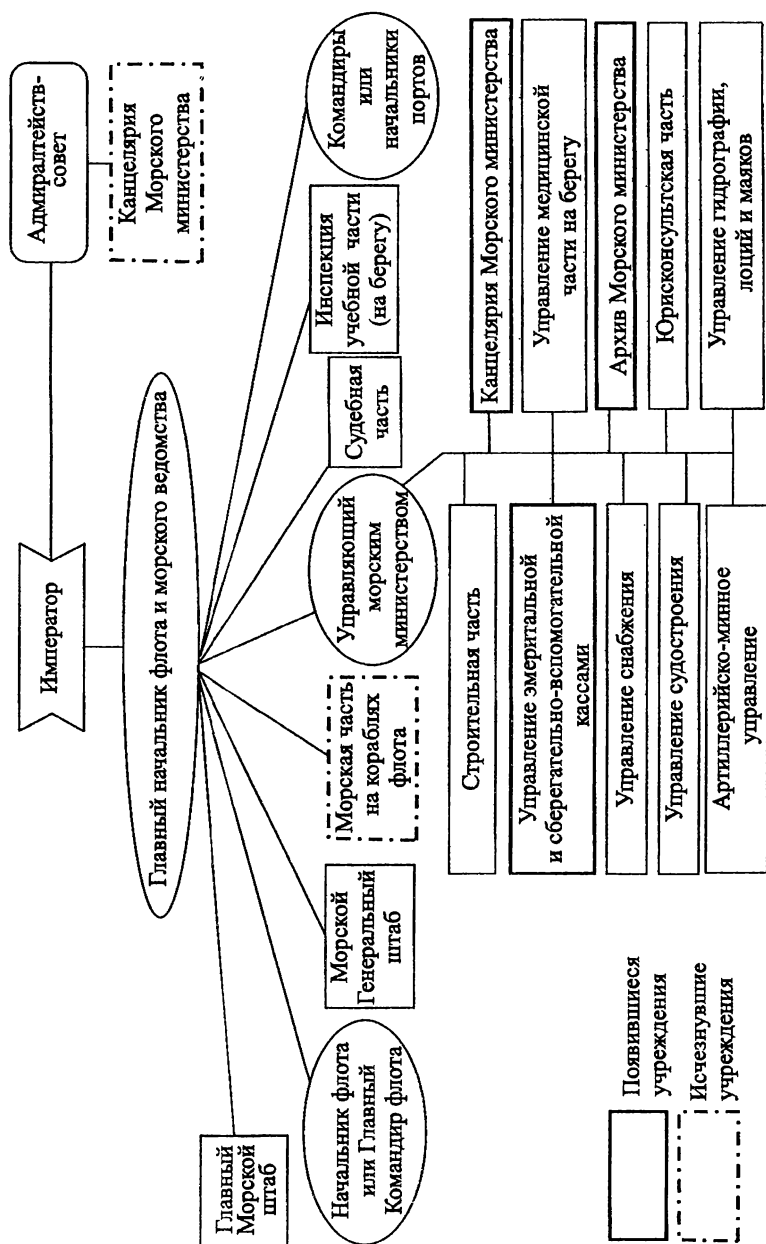 Император
Адмиралтейств-
совет
Канцелярия
Морского
министерства
Главный начальник флота и морского ведомства
Главный
Морской
штаб
Начальник флота
или Главный
Командир флота
Морской
Генеральный
штаб
Морская часть
на кораблях
флота
Управляющий
морским
министерством
Судебная
часть
Инспекция
учебной части
(на берегу)
Командиры
или
начальники
портов
Строительная часть
Управление эмеритальной
и сберегательно-вспомогательной
кассами
Управление снабжения
Управление судостроения
Артиллерийско-минное
управление
Канцелярия Морского министерства
Управление медицинской
части на берегу
Архив Морского министерства
Юрисконсультская часть
Управление гидрографии,
лоций и маяков
Появившиеся
учреждения
Исчезнувшие
учреждения